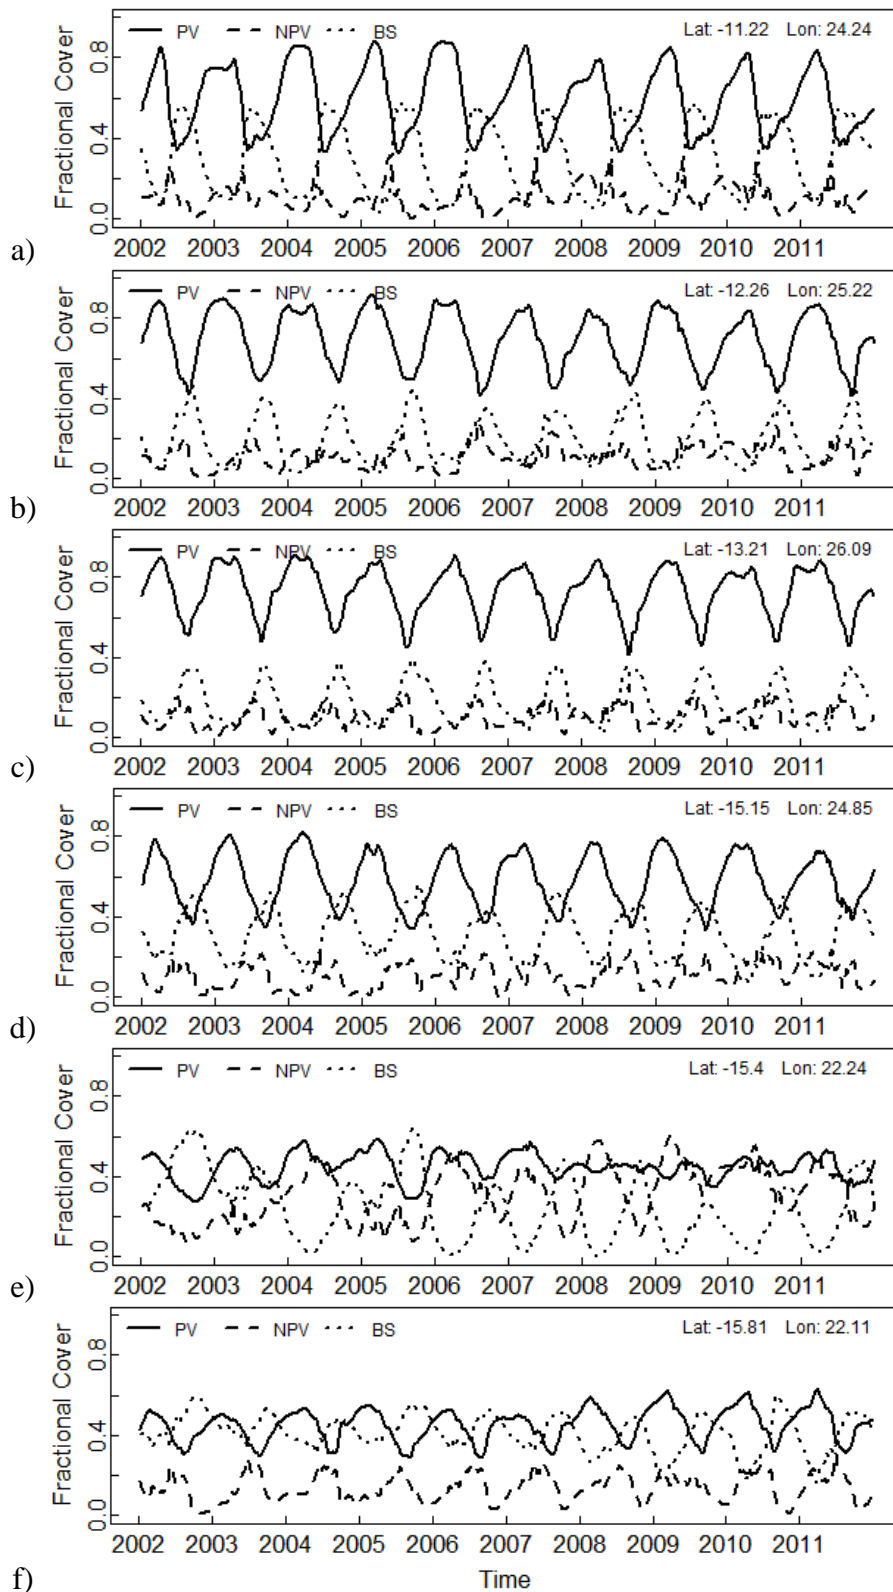 PV NPV BS Lat: -11.22 Lon: 24.24
Fractional Cover
0.0 0.4 0.8
2002 2003 2004 2005 2006 2007 2008 2009 2010 2011
a)
PV NPV BS Lat: -12.26 Lon: 25.22
Fractional Cover
0.0 0.4 0.8
2002 2003 2004 2005 2006 2007 2008 2009 2010 2011
b)
PV NPV BS Lat: -13.21 Lon: 26.09
Fractional Cover
0.0 0.4 0.8
2002 2003 2004 2005 2006 2007 2008 2009 2010 2011
c)
PV NPV BS Lat: -15.15 Lon: 24.85
Fractional Cover
0.0 0.4 0.8
2002 2003 2004 2005 2006 2007 2008 2009 2010 2011
d)
PV NPV BS Lat: -15.4 Lon: 22.24
Fractional Cover
0.0 0.4 0.8
2002 2003 2004 2005 2006 2007 2008 2009 2010 2011
e)
PV NPV BS Lat: -15.81 Lon: 22.11
Fractional Cover
0.0 0.4 0.8
2002 2003 2004 2005 2006 2007 2008 2009 2010 2011
Time
f)